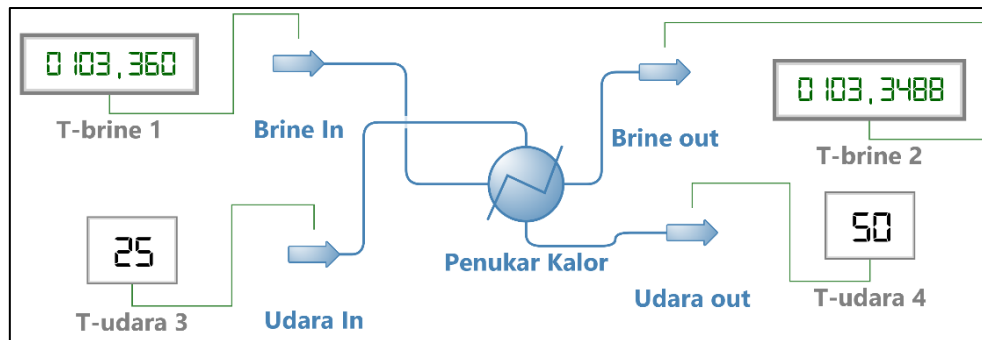 0103,360
T-brine 1
Brine In
Brine out
0103,3488
T-brine 2
25
T-udara 3
Udara In
Penukar Kalor
Udara out
50
T-udara 4